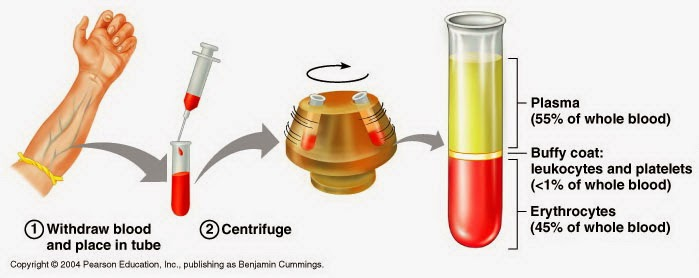 ① Withdraw blood
and place in tube
② Centrifuge
Plasma
(55% of whole blood)
Buffy coat:
leukocytes and platelets
(<1% of whole blood)
Erythrocytes
(45% of whole blood)
Copyright © 2004 Pearson Education, Inc., publishing as Benjamin Cummings.